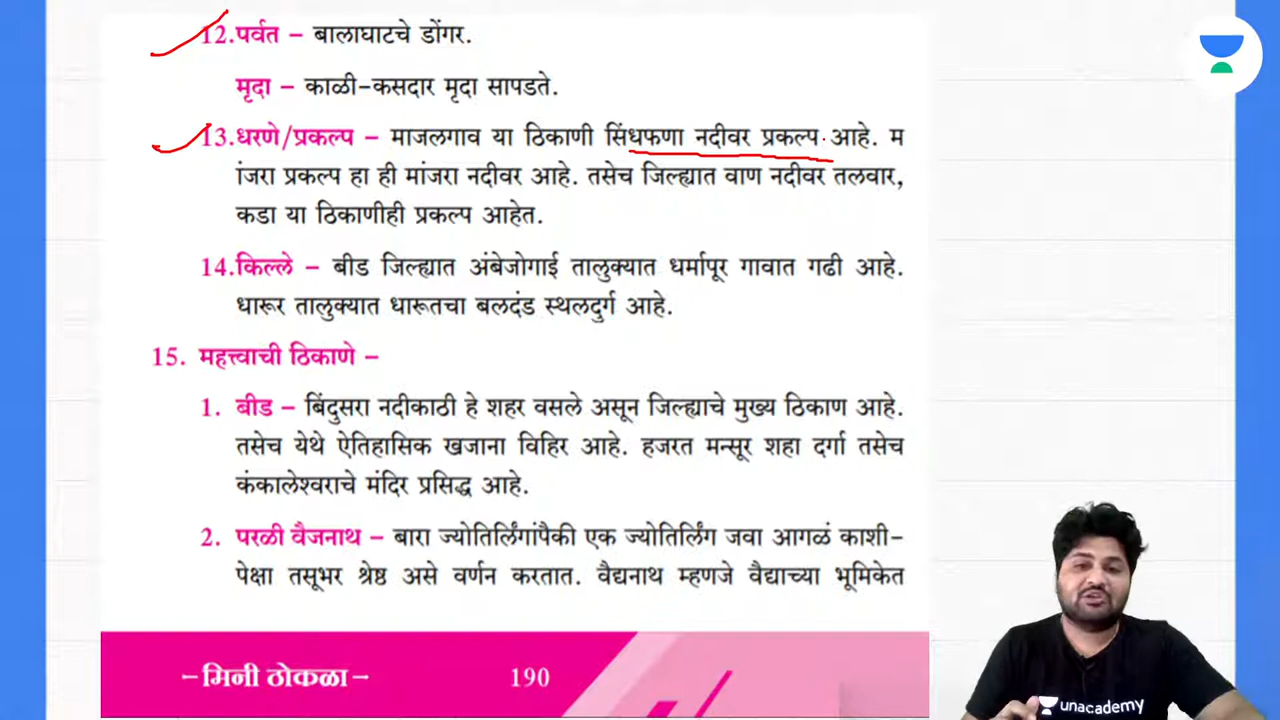 12.पर्वत – बालाघाटचे डोंगर.
मृदा – काळी-कसदार मृदा सापडते.
13.धरणे/प्रकल्प – माजलगाव या ठिकाणी सिंधफणा नदीवर प्रकल्प आहे. म
ांजरा प्रकल्प हा ही मांजरा नदीवर आहे. तसेच जिल्ह्यात वाण नदीवर तलवार,
कडा या ठिकाणीही प्रकल्प आहेत.
14.किल्ले – बीड जिल्ह्यात अंबेजोगाई तालुक्यात धर्मापूर गावात गढी आहे.
धारूर तालुक्यात धारूतचा बलदंड स्थलदुर्ग आहे.
15. महत्त्वाची ठिकाणे –
1. बीड – बिंदुसरा नदीकाठी हे शहर वसले असून जिल्ह्याचे मुख्य ठिकाण आहे.
तसेच येथे ऐतिहासिक खजाना विहिर आहे. हजरत मन्सूर शहा दर्गा तसेच
कंकालेश्वराचे मंदिर प्रसिद्ध आहे.
2. परळी वैजनाथ – बारा ज्योतिर्लिंगांपैकी एक ज्योतिर्लिंग जवा आगळं काशी-
पेक्षा तसूभर श्रेष्ठ असे वर्णन करतात. वैद्यनाथ म्हणजे वैद्याच्या भूमिकेत
–मिनी ठोकळा–
190
unacademy